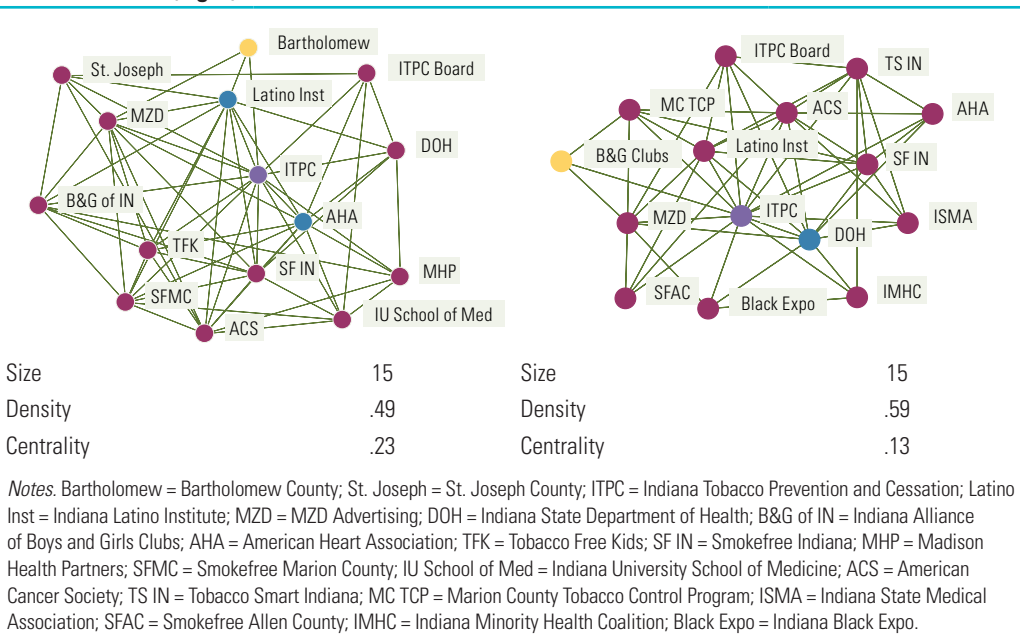 Bartholomew
St. Joseph
ITPC Board
Latino Inst
MZD
DOH
ITPC
B&G of IN
AHA
TFK
SF IN
MHP
SFMC
IU School of Med
ACS
ITPC Board
TS IN
MC TCP
ACS
AHA
Latino Inst
B&G Clubs
SF IN
MZD
ITPC
ISMA
DOH
SFAC
Black Expo
IMHC
Size 15 Size 15
Density .49 Density .59
Centrality .23 Centrality .13
Notes. Bartholomew = Bartholomew County; St. Joseph = St. Joseph County; ITPC = Indiana Tobacco Prevention and Cessation; Latino
Inst = Indiana Latino Institute; MZD = MZD Advertising; DOH = Indiana State Department of Health; B&G of IN = Indiana Alliance
of Boys and Girls Clubs; AHA = American Heart Association; TFK = Tobacco Free Kids; SF IN = Smokefree Indiana; MHP = Madison
Health Partners; SFMC = Smokefree Marion County; IU School of Med = Indiana University School of Medicine; ACS = American
Cancer Society; TS IN = Tobacco Smart Indiana; MC TCP = Marion County Tobacco Control Program; ISMA = Indiana State Medical
Association; SFAC = Smokefree Allen County; IMHC = Indiana Minority Health Coalition; Black Expo = Indiana Black Expo.